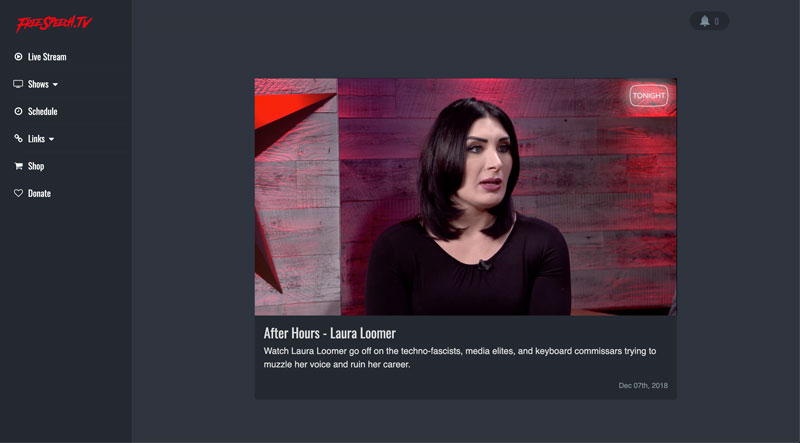 FREESPEECH.TV
0
Live Stream
Shows
Schedule
Links
Shop
Donate
TONIGHT
After Hours - Laura Loomer
Watch Laura Loomer go off on the techno-fascists, media elites, and keyboard commissars trying to
muzzle her voice and ruin her career.
Dec 07th, 2018